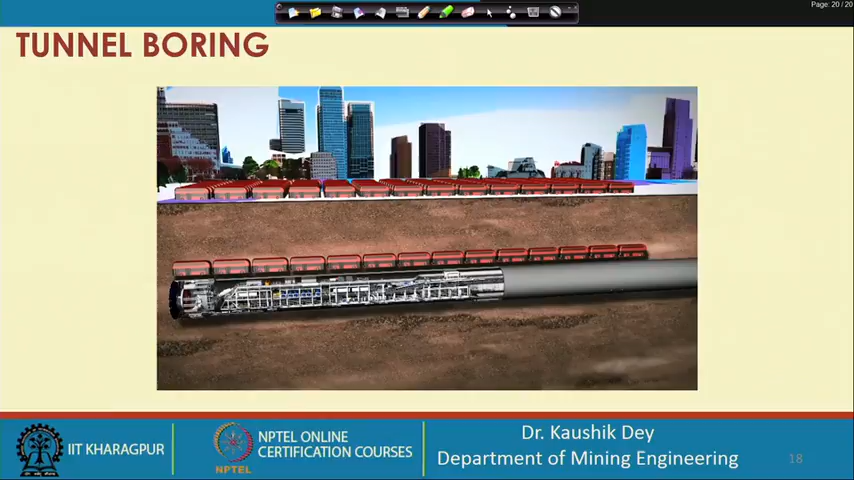 Page: 20 / 20
TUNNEL BORING
IIT KHARAGPUR
NPTEL
NPTEL ONLINE
CERTIFICATION COURSES
Dr. Kaushik Dey
Department of Mining Engineering
18